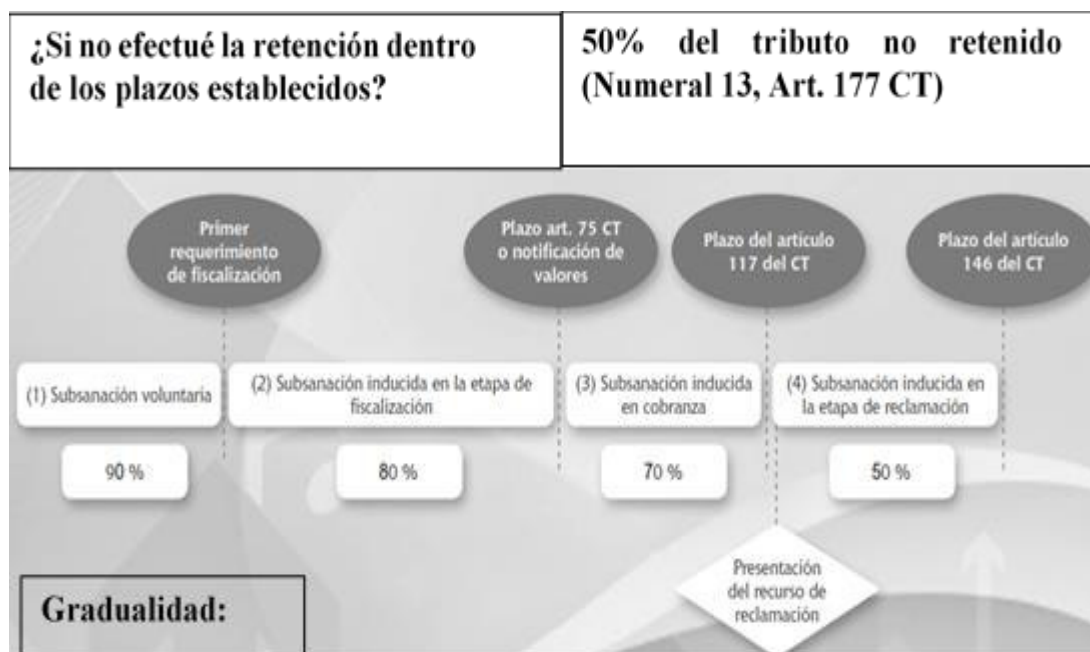 ¿Si no efectué la retención dentro
de los plazos establecidos?
50% del tributo no retenido
(Numeral 13, Art. 177 CT)
Primer
requerimiento
de fiscalización
Plazo art. 75 CT
o notificación de
valores
Plazo del artículo
117 del CT
Plazo del artículo
146 del CT
(1) Subsanación voluntaria
(2) Subsanación inducida en la etapa de
fiscalización
(3) Subsanación inducida
en cobranza
(4) Subsanación inducida en
la etapa de reclamación
90 %
80 %
70 %
50 %
Presentación
del recurso de
reclamación
Gradualidad: